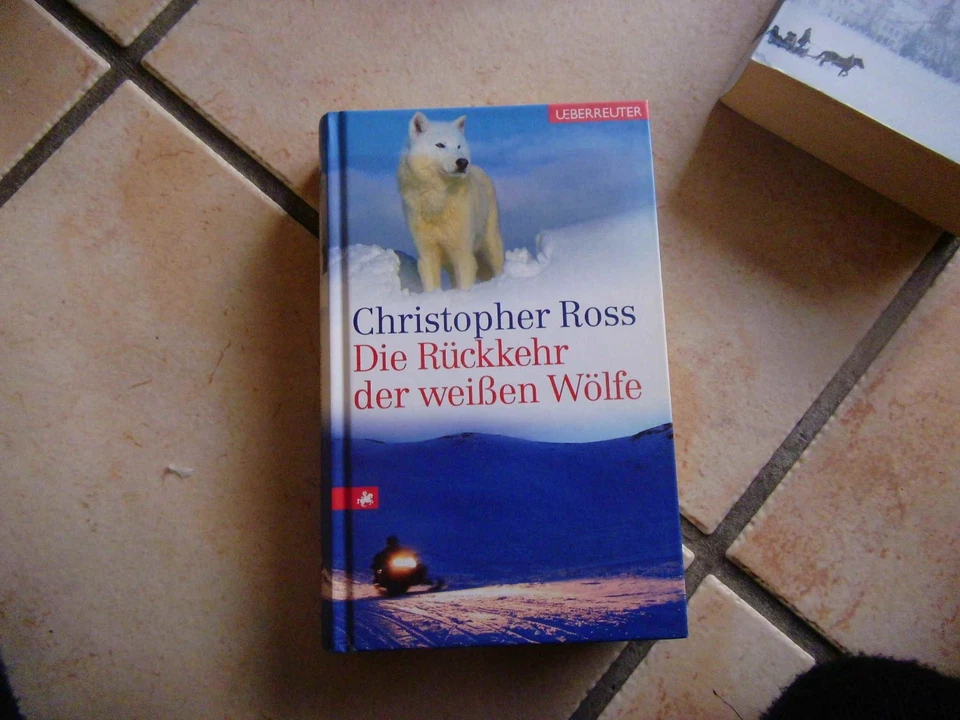 UEBERREUTER
Christopher Ross
Die Rückkehr
der weißen Wölfe